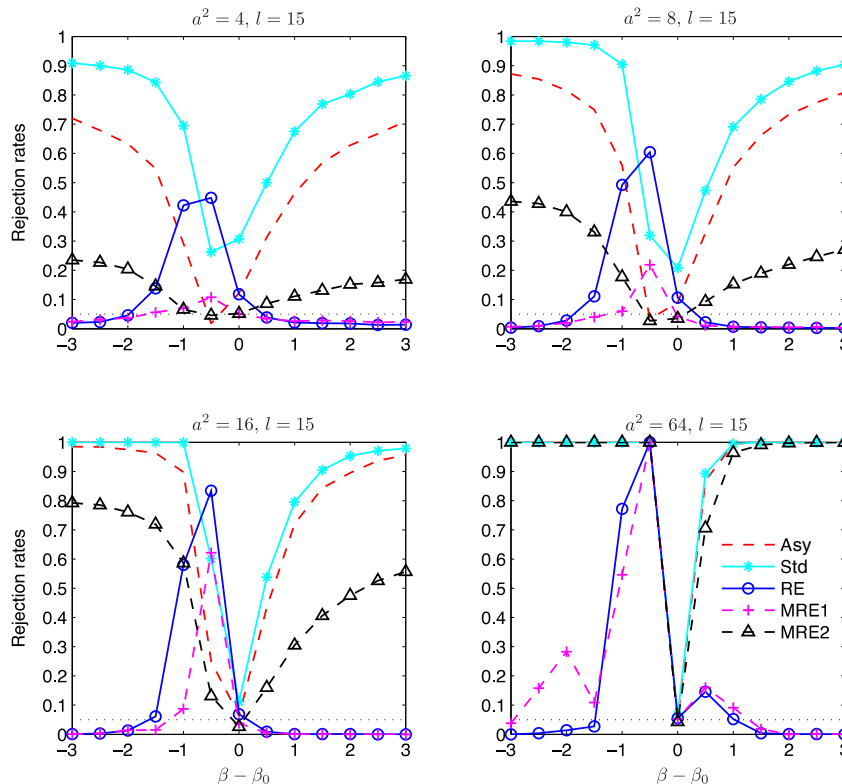 a² = 4, l = 15
Rejection rates
1
0.9
0.8
0.7
0.6
0.5
0.4
0.3
0.2
0.1
0
−3 −2 −1 0 1 2 3
a² = 8, l = 15
1
0.9
0.8
0.7
0.6
0.5
0.4
0.3
0.2
0.1
0
−3 −2 −1 0 1 2 3
a² = 16, l = 15
Rejection rates
1
0.9
0.8
0.7
0.6
0.5
0.4
0.3
0.2
0.1
0
−3 −2 −1 0 1 2 3
β − β₀
a² = 64, l = 15
1
0.9
0.8
0.7
0.6
0.5
0.4
0.3
0.2
0.1
0
−3 −2 −1 0 1 2 3
β − β₀
Asy
Std
RE
MRE1
MRE2